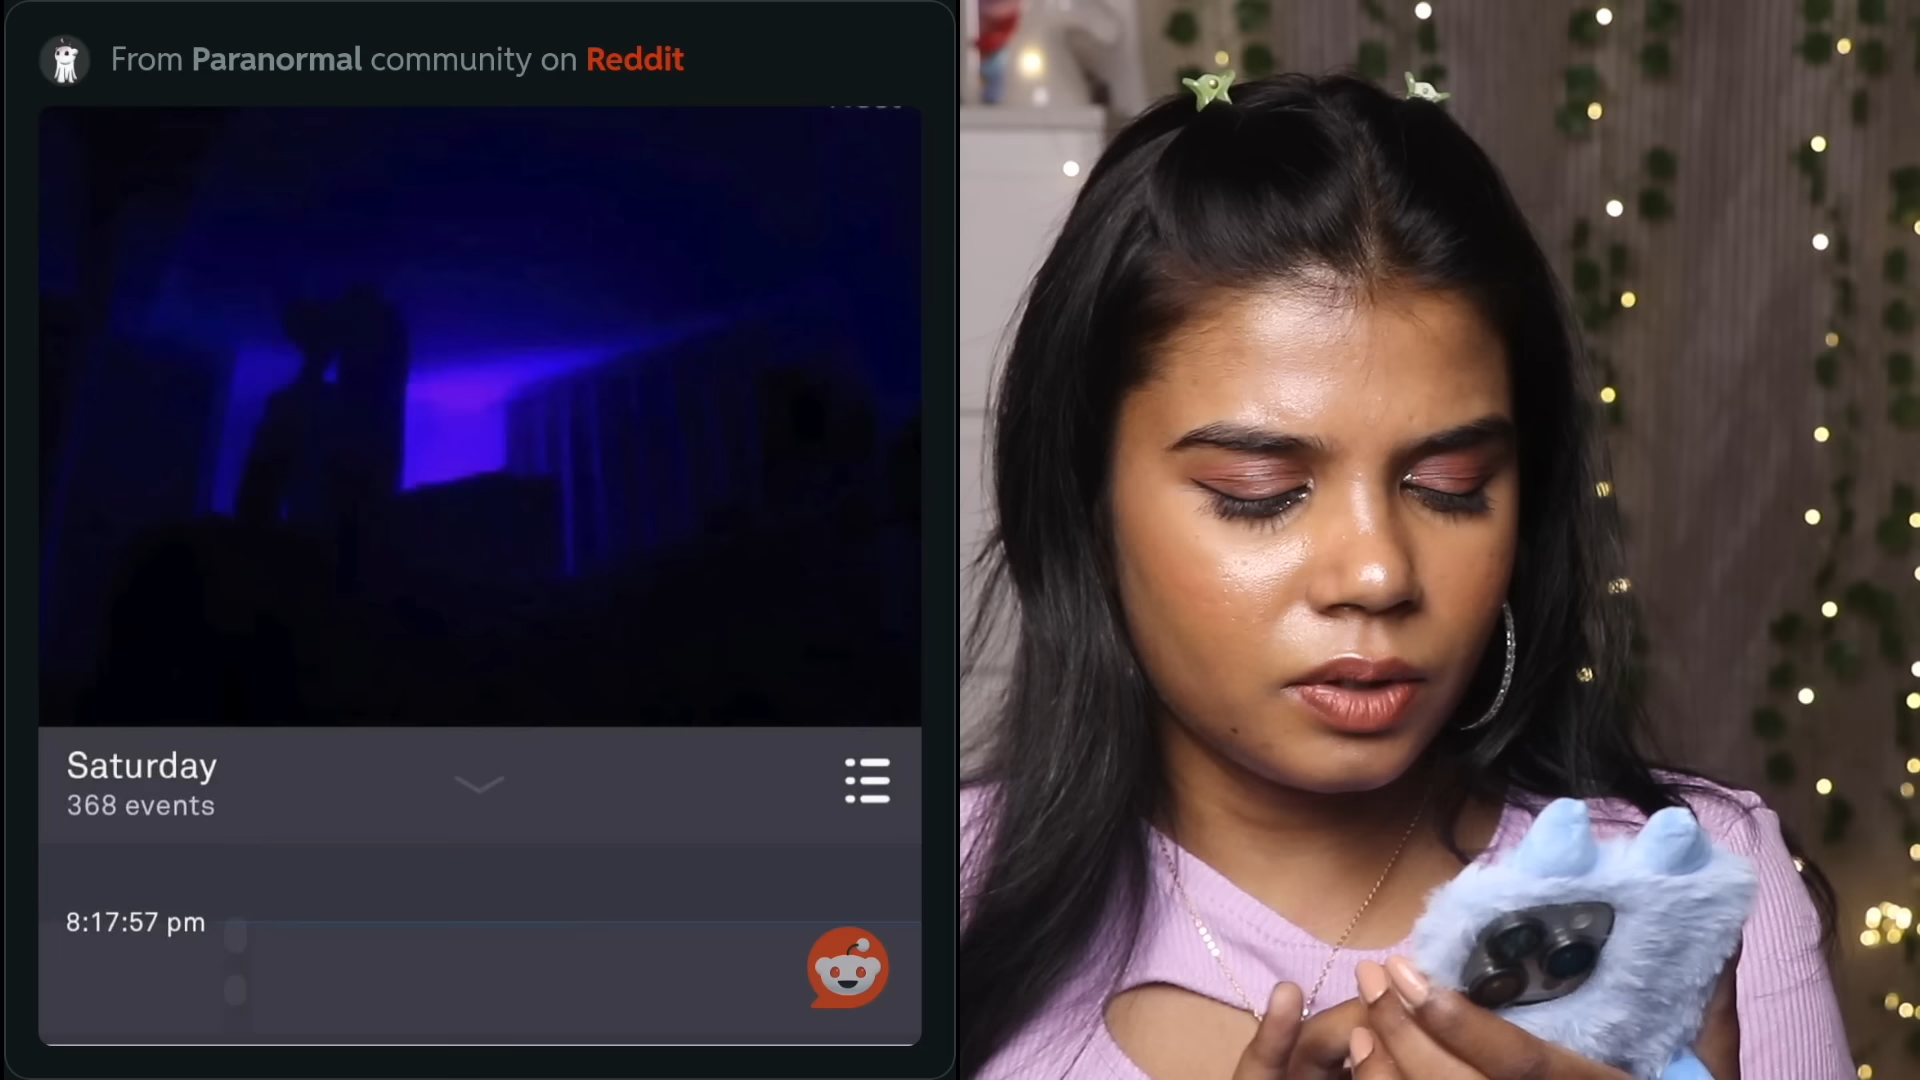 From Paranormal community on Reddit
Saturday
368 events
8:17:57 pm